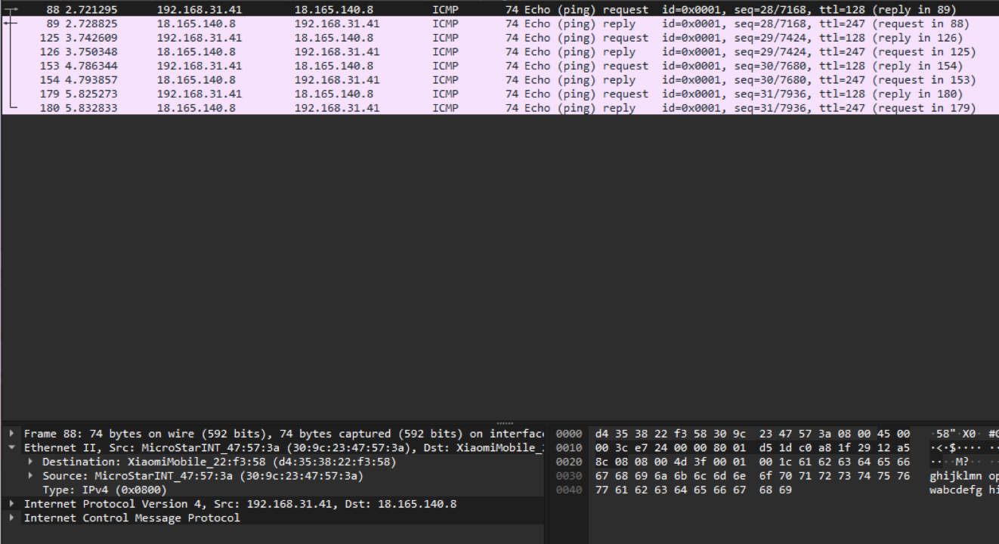 88 2.721295 192.168.31.41 18.165.140.8 ICMP 74 Echo (ping) request id=0x0001, seq=28/7168, ttl=128 (reply in 89)
89 2.728825 18.165.140.8 192.168.31.41 ICMP 74 Echo (ping) reply id=0x0001, seq=28/7168, ttl=247 (request in 88)
125 3.742609 192.168.31.41 18.165.140.8 ICMP 74 Echo (ping) request id=0x0001, seq=29/7424, ttl=128 (reply in 126)
126 3.750348 18.165.140.8 192.168.31.41 ICMP 74 Echo (ping) reply id=0x0001, seq=29/7424, ttl=247 (request in 125)
153 4.786344 192.168.31.41 18.165.140.8 ICMP 74 Echo (ping) request id=0x0001, seq=30/7680, ttl=128 (reply in 154)
154 4.793857 18.165.140.8 192.168.31.41 ICMP 74 Echo (ping) reply id=0x0001, seq=30/7680, ttl=247 (request in 153)
179 5.825273 192.168.31.41 18.165.140.8 ICMP 74 Echo (ping) request id=0x0001, seq=31/7936, ttl=128 (reply in 180)
180 5.832833 18.165.140.8 192.168.31.41 ICMP 74 Echo (ping) reply id=0x0001, seq=31/7936, ttl=247 (request in 179)
Frame 88: 74 bytes on wire (592 bits), 74 bytes captured (592 bits) on interfac
Ethernet II, Src: MicroStarINT_47:57:3a (30:9c:23:47:57:3a), Dst: XiaomiMobile_
Destination: XiaomiMobile_22:f3:58 (d4:35:38:22:f3:58)
Source: MicroStarINT_47:57:3a (30:9c:23:47:57:3a)
Type: IPv4 (0x0800)
Internet Protocol Version 4, Src: 192.168.31.41, Dst: 18.165.140.8
Internet Control Message Protocol
0000 d4 35 38 22 f3 58 30 9c 23 47 57 3a 08 00 45 00 ·58"·X0· #G
0010 00 3c e7 24 00 00 80 01 d5 1d c0 a8 1f 29 12 a5 ·<·$···· ··
0020 8c 08 08 00 4d 3f 00 01 00 1c 61 62 63 64 65 66 ····M?·· ··
0030 67 68 69 6a 6b 6c 6d 6e 6f 70 71 72 73 74 75 76 ghijklmn op
0040 77 61 62 63 64 65 66 67 68 69 wabcdefg hi